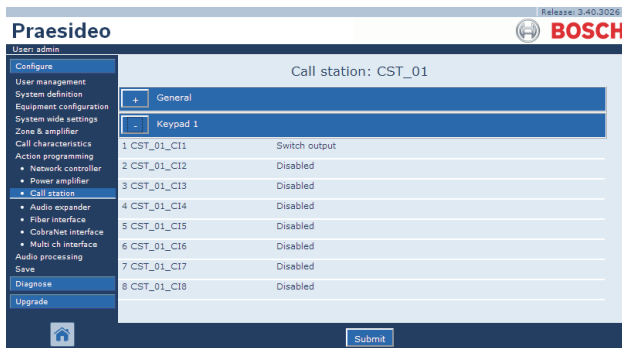 Release: 3.40.3026
Praesideo
BOSCH
User: admin
Configure
User management
System definition
Equipment configuration
System wide settings
Zone & amplifier
Call characteristics
Action programming
• Network controller
• Power amplifier
• Call station
• Audio expander
• Fiber interface
• CobraNet interface
• Multi ch interface
Audio processing
Save
Diagnose
Upgrade
Call station: CST_01
+ General
- Keypad 1
1 CST_01_CI1 Switch output
2 CST_01_CI2 Disabled
3 CST_01_CI3 Disabled
4 CST_01_CI4 Disabled
5 CST_01_CI5 Disabled
6 CST_01_CI6 Disabled
7 CST_01_CI7 Disabled
8 CST_01_CI8 Disabled
Submit